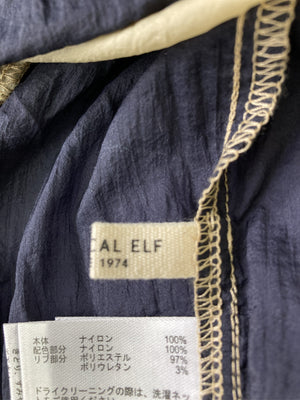 CAL ELF
1974
本体 ナイロン 100%
配色部分 ナイロン 100%
リブ部分 ポリエステル 97%
ポリウレタン 3%
ドライクリーニングの際は、洗濯ネッ